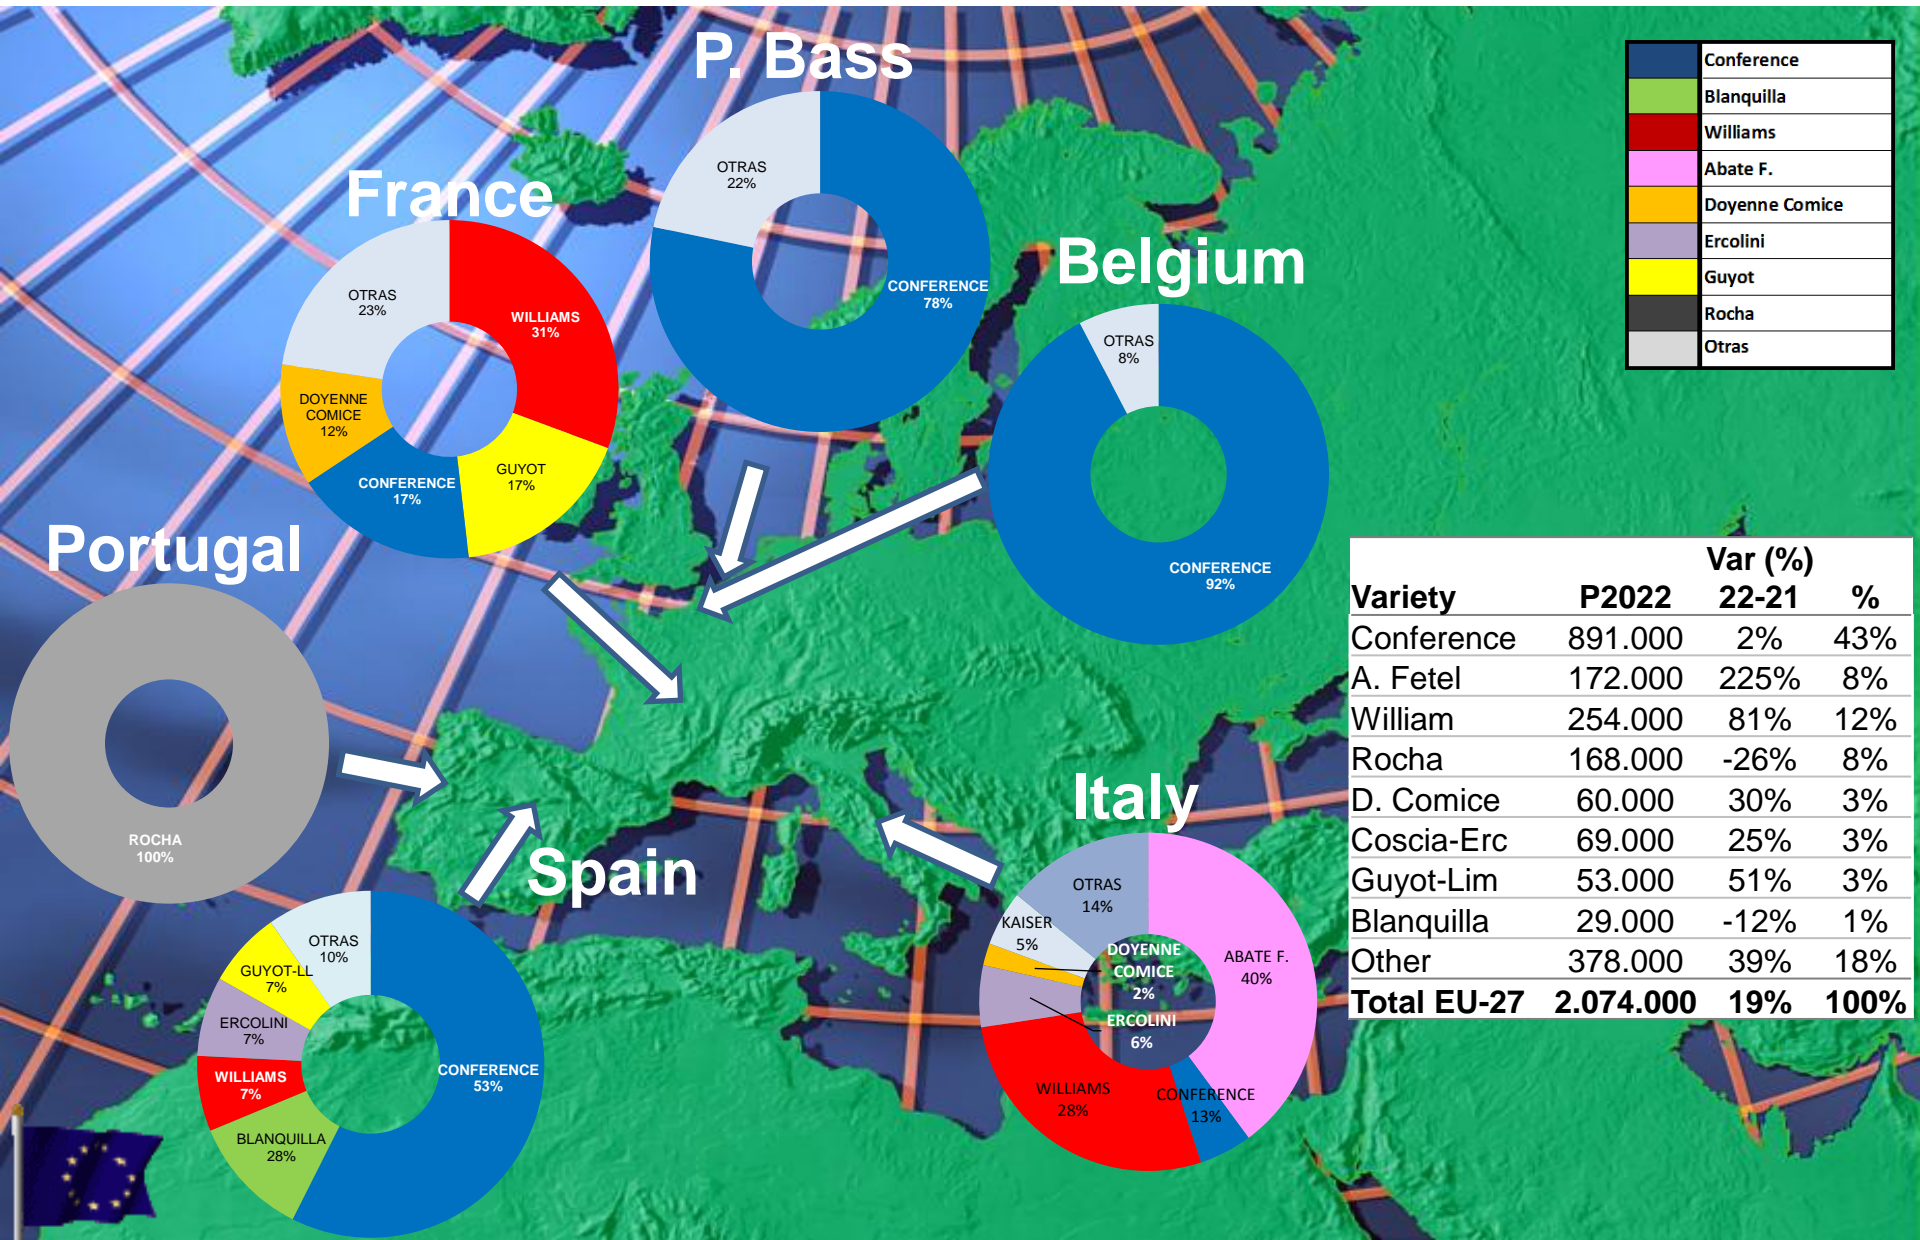 P. Bass
OTRAS
22%
CONFERENCE
78%
France
OTRAS
23%
WILLIAMS
31%
DOYENNE
COMICE
12%
CONFERENCE
17%
GUYOT
17%
Belgium
OTRAS
8%
CONFERENCE
92%
Conference
Blanquilla
Williams
Abate F.
Doyenne Comice
Ercolini
Guyot
Rocha
Otras
Portugal
ROCHA
100%
Spain
OTRAS
10%
GUYOT-LL
7%
ERCOLINI
7%
WILLIAMS
7%
BLANQUILLA
28%
CONFERENCE
53%
Italy
OTRAS
14%
KAISER
5%
DOYENNE
COMICE
2%
ERCOLINI
6%
ABATE F.
40%
WILLIAMS
28%
CONFERENCE
13%
Var (%)
Variety P2022 22-21 %
Conference 891.000 2% 43%
A. Fetel 172.000 225% 8%
William 254.000 81% 12%
Rocha 168.000 -26% 8%
D. Comice 60.000 30% 3%
Coscia-Erc 69.000 25% 3%
Guyot-Lim 53.000 51% 3%
Blanquilla 29.000 -12% 1%
Other 378.000 39% 18%
Total EU-27 2.074.000 19% 100%